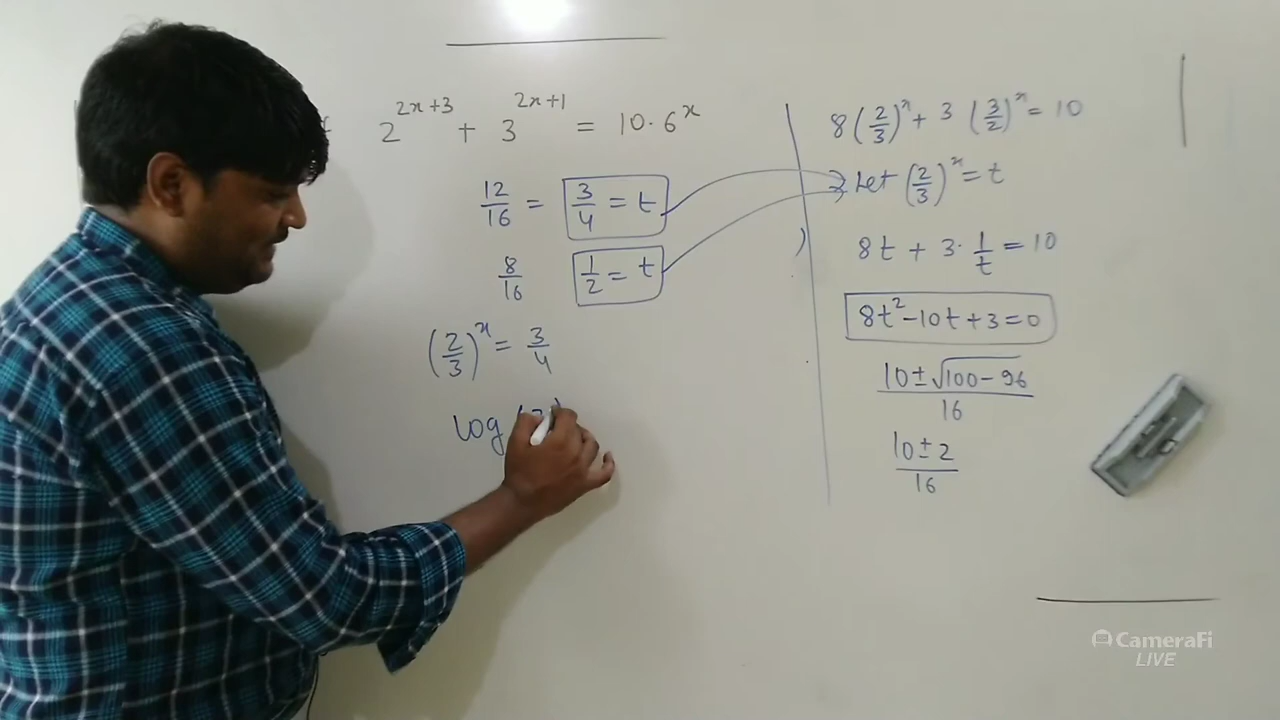 2^{2x+3} + 3^{2x+1} = 10·6^x
12/16 = 3/4 = t
8/16 1/2 = t
(2/3)^x = 3/4
log
8(2/3)^x + 3(3/2)^x = 10
Let (2/3)^x = t
8t + 3·1/t = 10
8t² - 10t + 3 = 0
10 ± √100 - 96 / 16
10 ± 2 / 16
CameraFi
LIVE